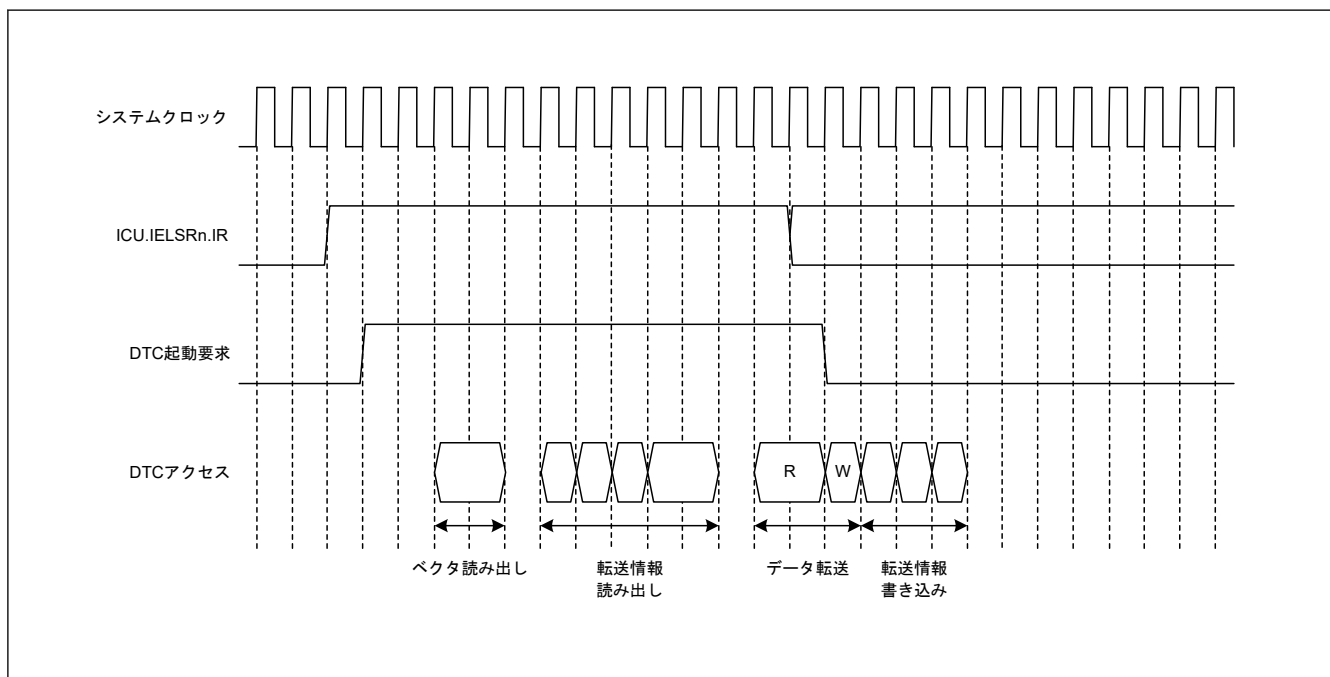 システムクロック
ICU.IELSRn.IR
DTC起動要求
DTCアクセス
R
W
ベクタ読み出し
転送情報
読み出し
データ転送
転送情報
書き込み